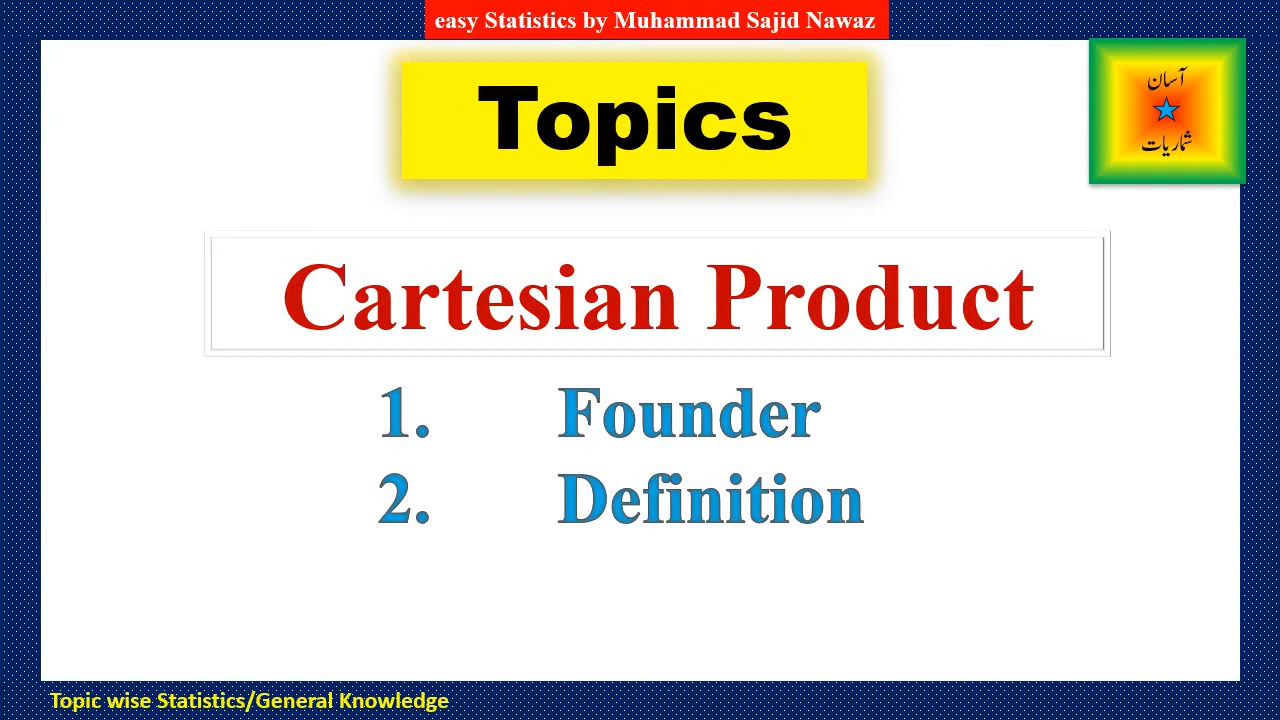 easy Statistics by Muhammad Sajid Nawaz
Topics
آسان
شماریات
Cartesian Product
1. Founder
2. Definition
Topic wise Statistics/General Knowledge